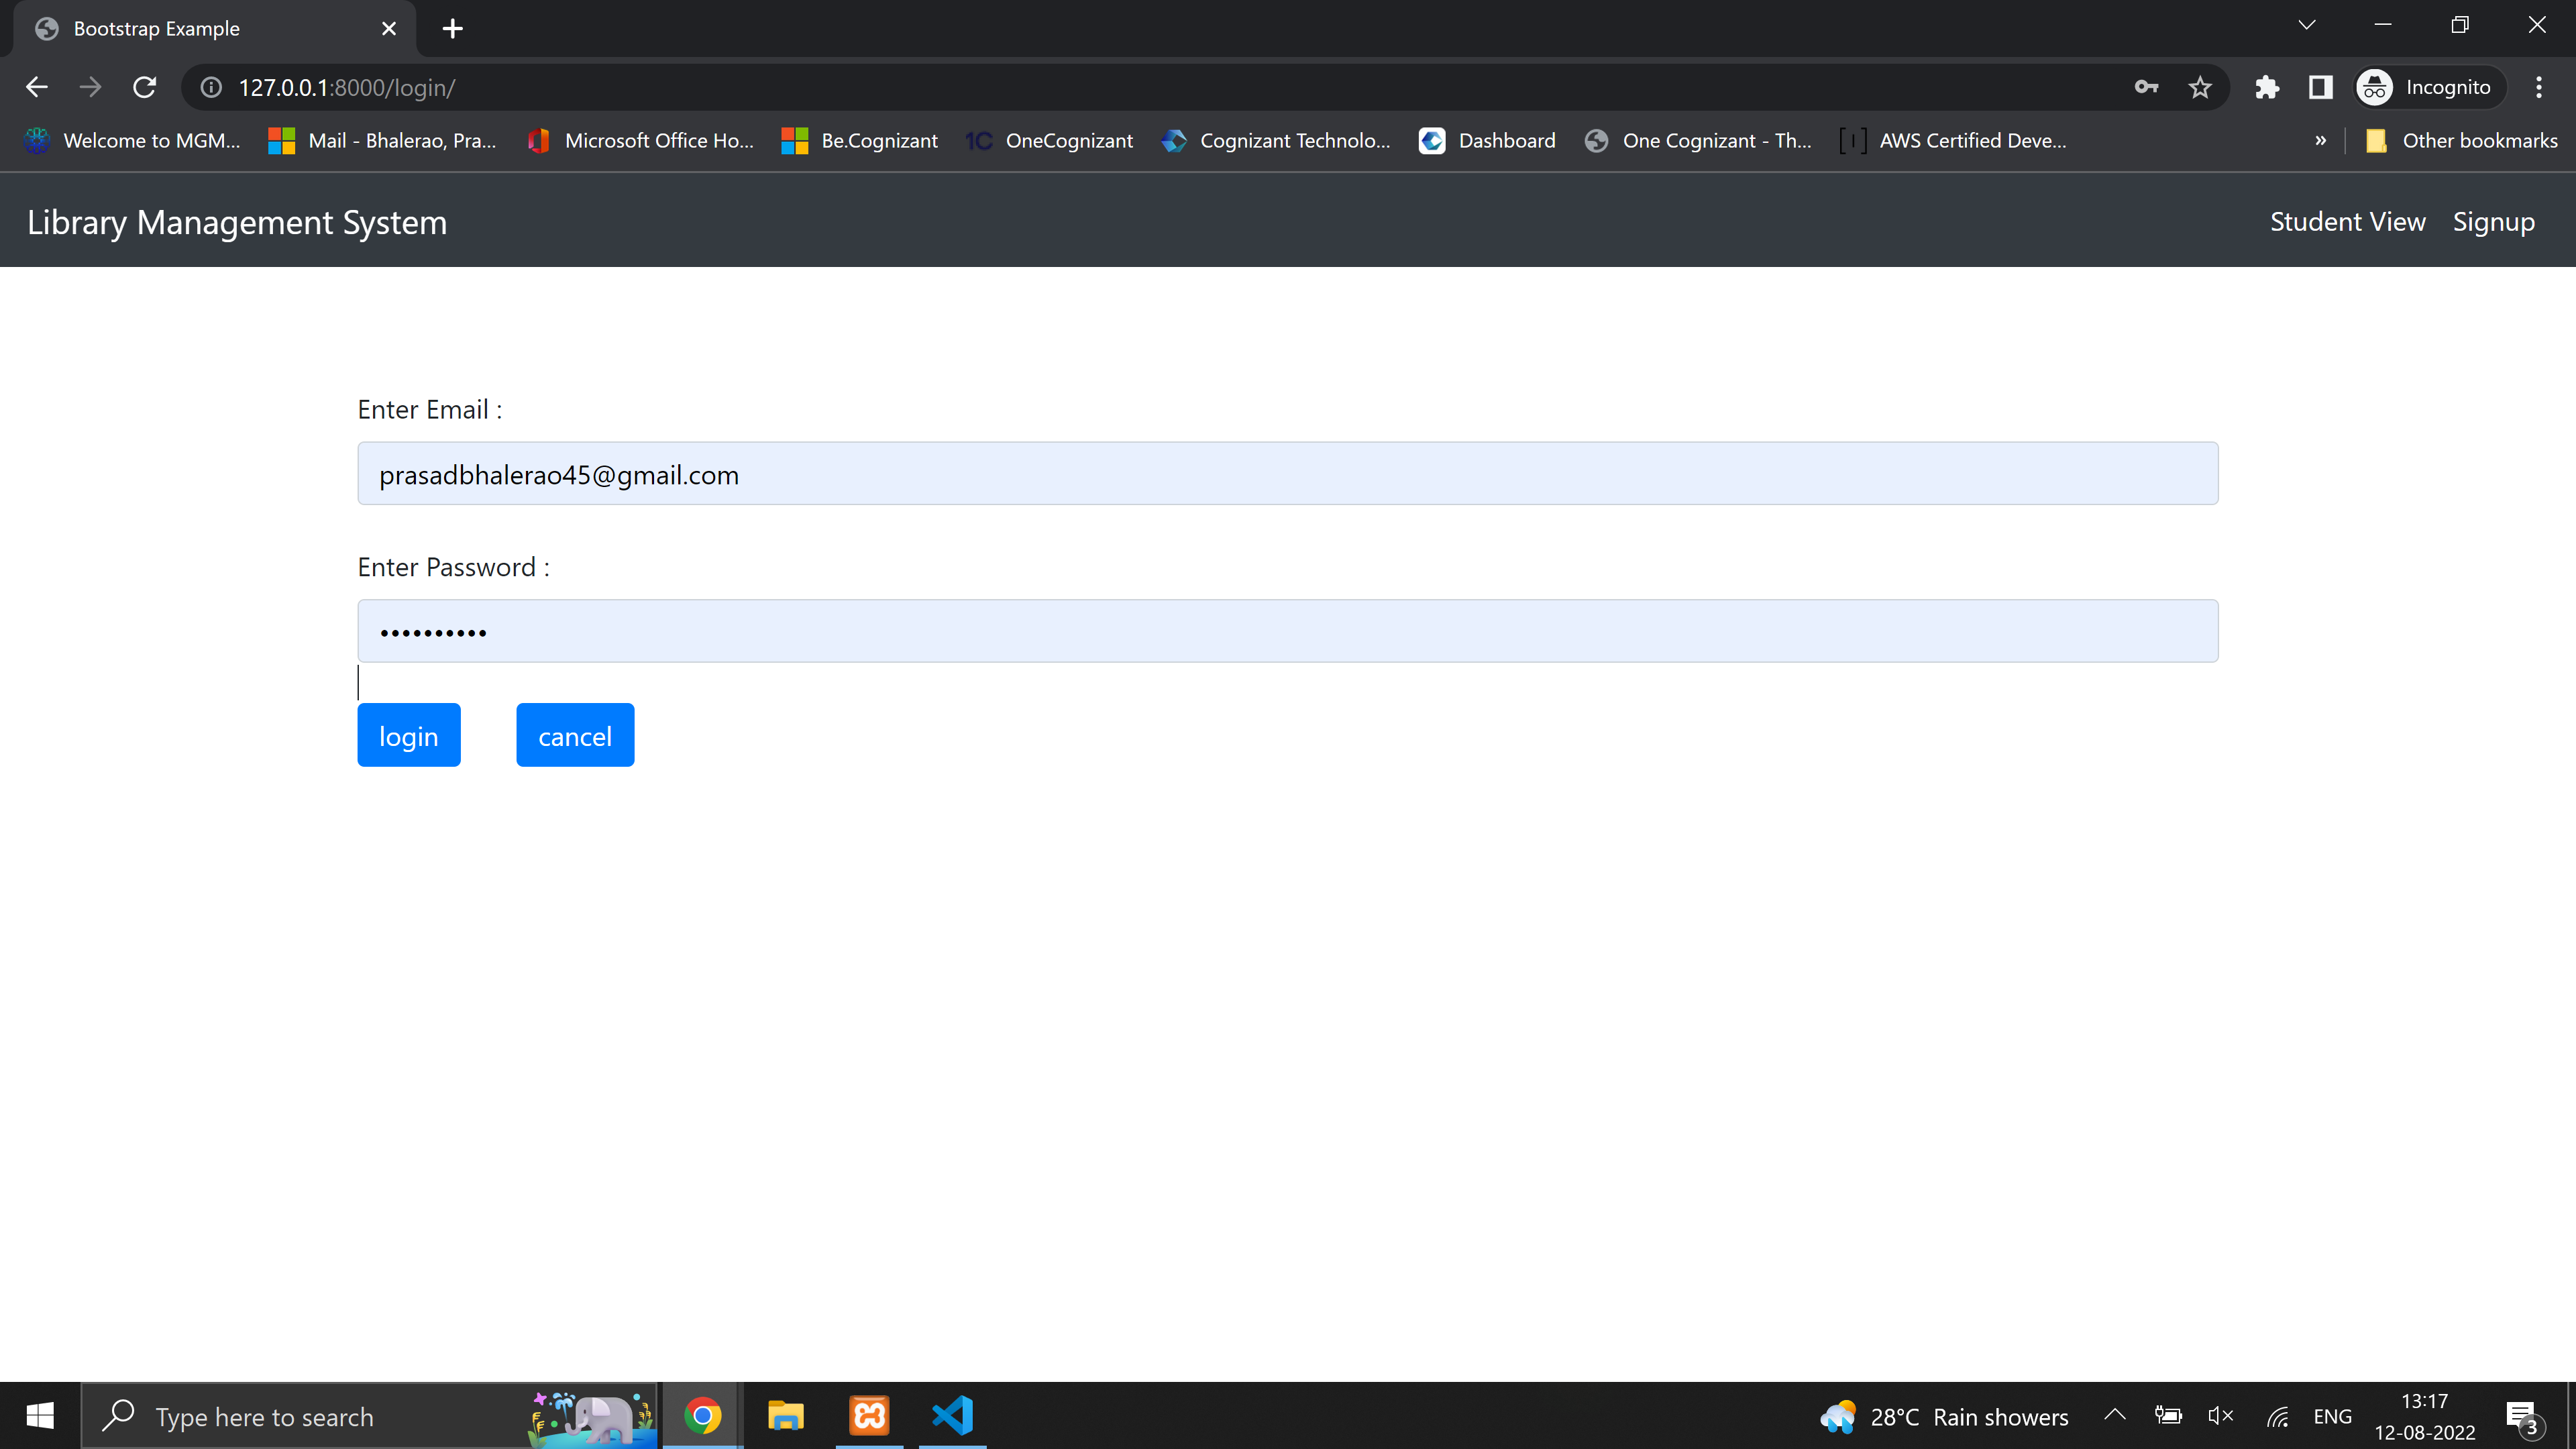 Bootstrap Example
127.0.0.1:8000/login/
Incognito
Welcome to MGM...
Mail - Bhalerao, Pra...
Microsoft Office Ho...
Be.Cognizant
1C OneCognizant
Cognizant Technolo...
Dashboard
One Cognizant - Th...
AWS Certified Deve...
»
Other bookmarks
Library Management System
Student View
Signup
Enter Email :
prasadbhalerao45@gmail.com
Enter Password :
••••••••••
login
cancel
Type here to search
28°C Rain showers
ENG
13:17
12-08-2022
3